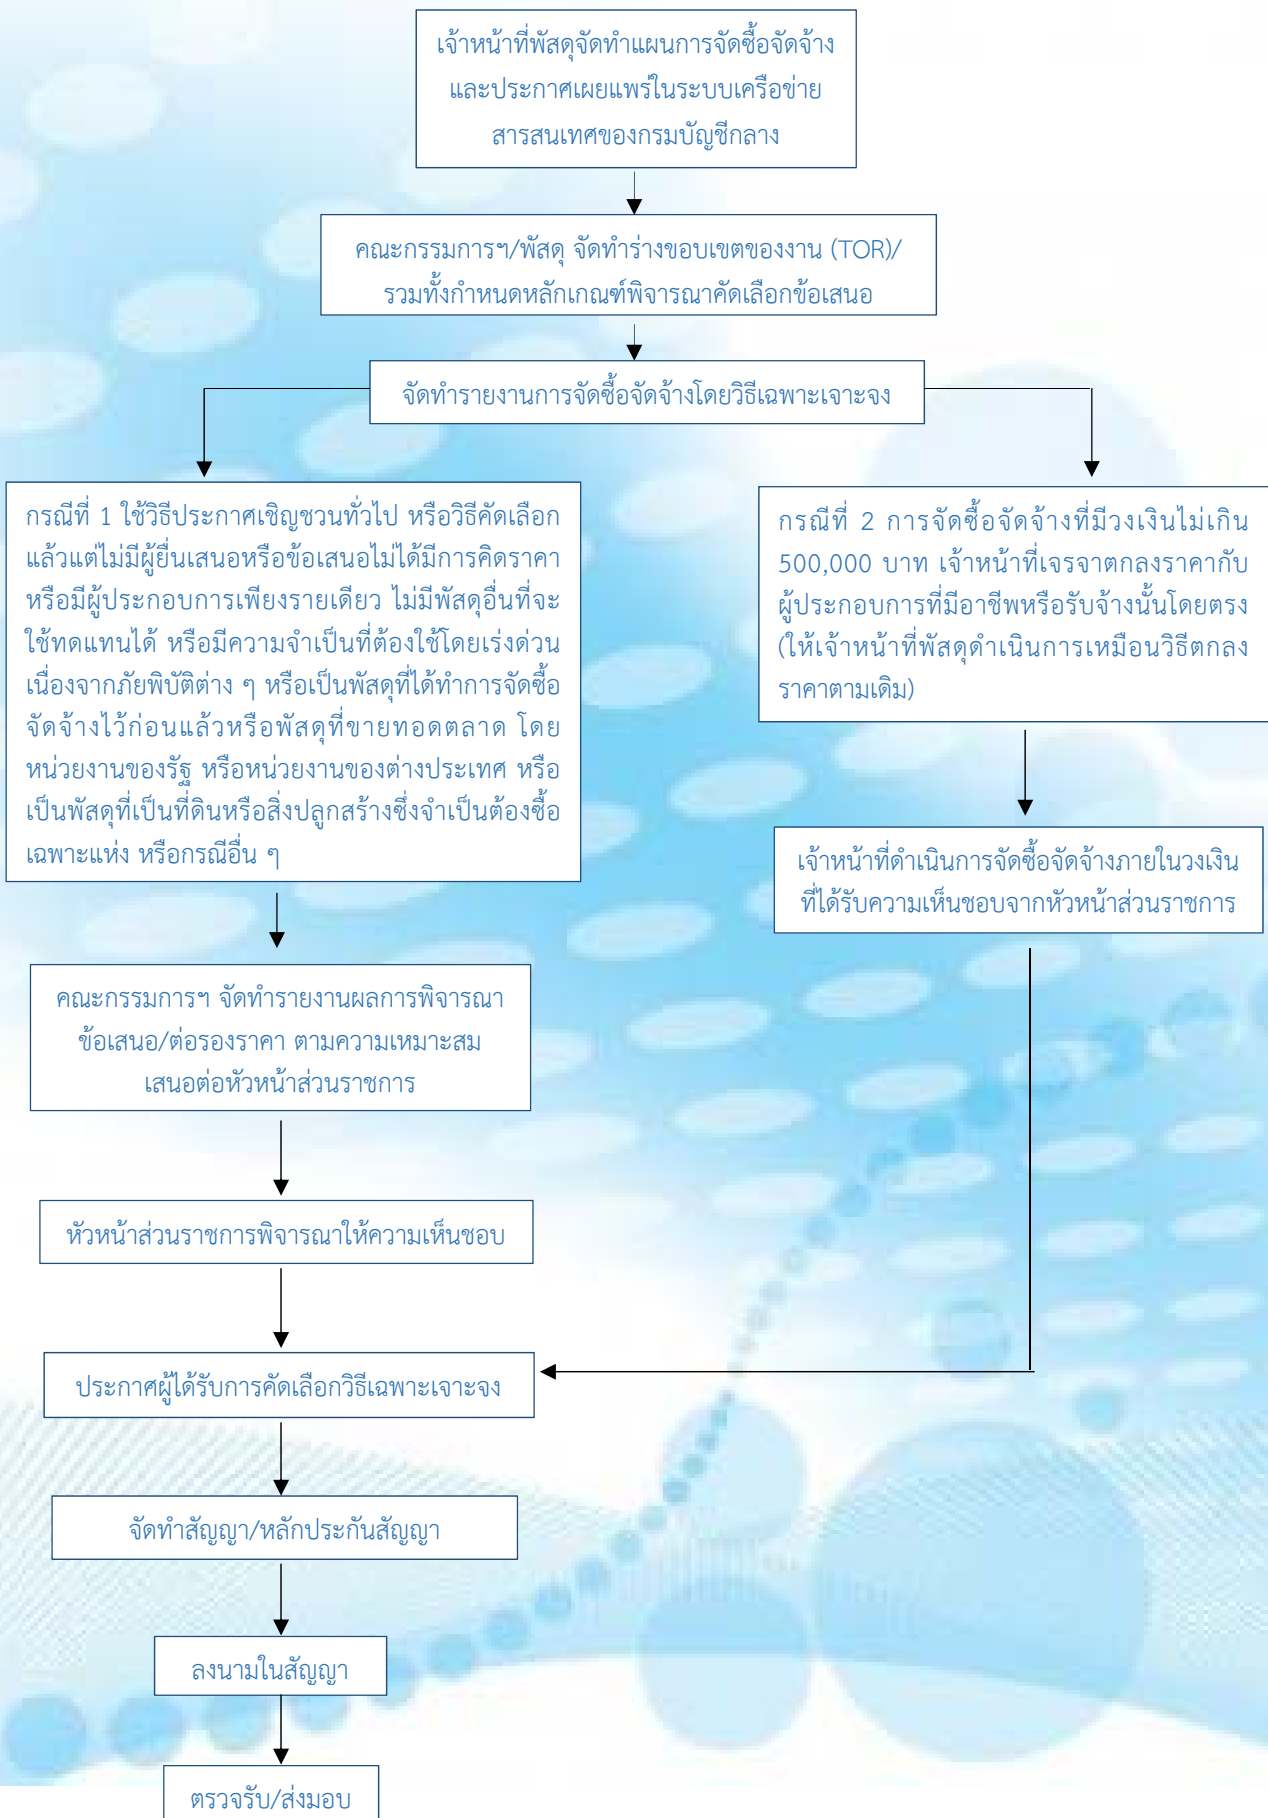 เจ้าหน้าที่พัสดุจัดทำแผนการจัดซื้อจัดจ้าง
และประกาศเผยแพร่ในระบบเครือข่าย
สารสนเทศของกรมบัญชีกลาง
คณะกรรมการฯ/พัสดุ จัดทำร่างขอบเขตของงาน (TOR)/
รวมทั้งกำหนดหลักเกณฑ์พิจารณาคัดเลือกข้อเสนอ
จัดทำรายงานการจัดซื้อจัดจ้างโดยวิธีเฉพาะเจาะจง
กรณีที่ 1 ใช้วิธีประกาศเชิญชวนทั่วไป หรือวิธีคัดเลือก
แล้วแต่ไม่มีผู้ยื่นเสนอหรือข้อเสนอไม่ได้มีการคิดราคา
หรือมีผู้ประกอบการเพียงรายเดียว ไม่มีพัสดุอื่นที่จะ
ใช้ทดแทนได้ หรือมีความจำเป็นที่ต้องใช้โดยเร่งด่วน
เนื่องจากภัยพิบัติต่าง ๆ หรือเป็นพัสดุที่ได้ทำการจัดซื้อ
จัดจ้างไว้ก่อนแล้วหรือพัสดุที่ขายทอดตลาด โดย
หน่วยงานของรัฐ หรือหน่วยงานของต่างประเทศ หรือ
เป็นพัสดุที่เป็นที่ดินหรือสิ่งปลูกสร้างซึ่งจำเป็นต้องซื้อ
เฉพาะแห่ง หรือกรณีอื่น ๆ
กรณีที่ 2 การจัดซื้อจัดจ้างที่มีวงเงินไม่เกิน
500,000 บาท เจ้าหน้าที่เจรจาตกลงราคากับ
ผู้ประกอบการที่มีอาชีพหรือรับจ้างนั้นโดยตรง
(ให้เจ้าหน้าที่พัสดุดำเนินการเหมือนวิธีตกลง
ราคาตามเดิม)
เจ้าหน้าที่ดำเนินการจัดซื้อจัดจ้างภายในวงเงิน
ที่ได้รับความเห็นชอบจากหัวหน้าส่วนราชการ
คณะกรรมการฯ จัดทำรายงานผลการพิจารณา
ข้อเสนอ/ต่อรองราคา ตามความเหมาะสม
เสนอต่อหัวหน้าส่วนราชการ
หัวหน้าส่วนราชการพิจารณาให้ความเห็นชอบ
ประกาศผู้ได้รับการคัดเลือกวิธีเฉพาะเจาะจง
จัดทำสัญญา/หลักประกันสัญญา
ลงนามในสัญญา
ตรวจรับ/ส่งมอบ